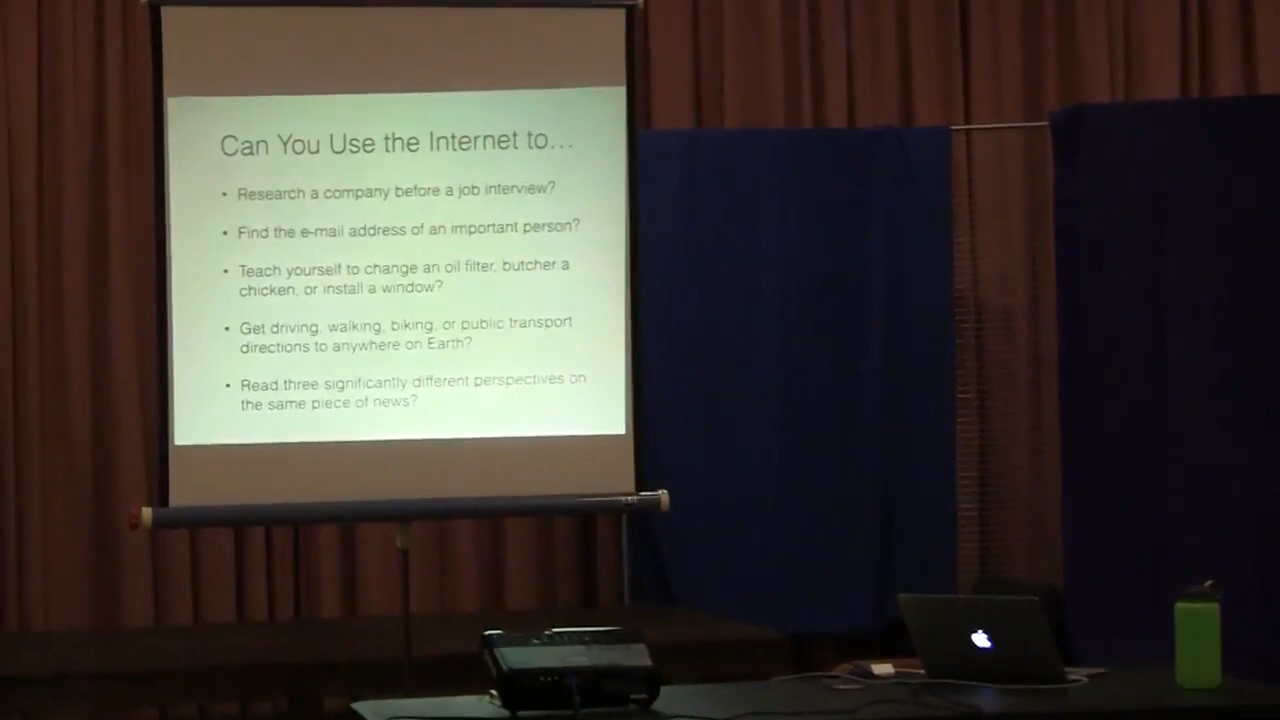 Can You Use the Internet to...
• Research a company before a job interview?
• Find the e-mail address of an important person?
• Teach yourself to change an oil filter, butcher a
chicken, or install a window?
• Get driving, walking, biking, or public transport
directions to anywhere on Earth?
• Read three significantly different perspectives on
the same piece of news?